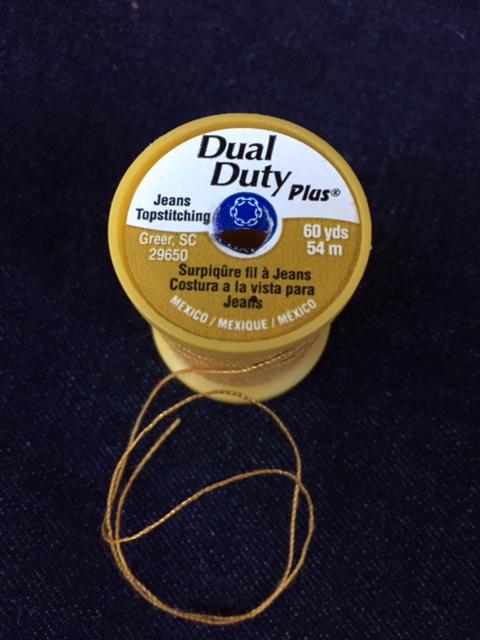 Dual
Duty Plus®
Jeans
Topstitching
60 yds
54 m
Greer, SC
29650
Surpiqûre fil à Jeans
Costura a la vista para
Jeans
MEXICO / MEXIQUE / MÉXICO